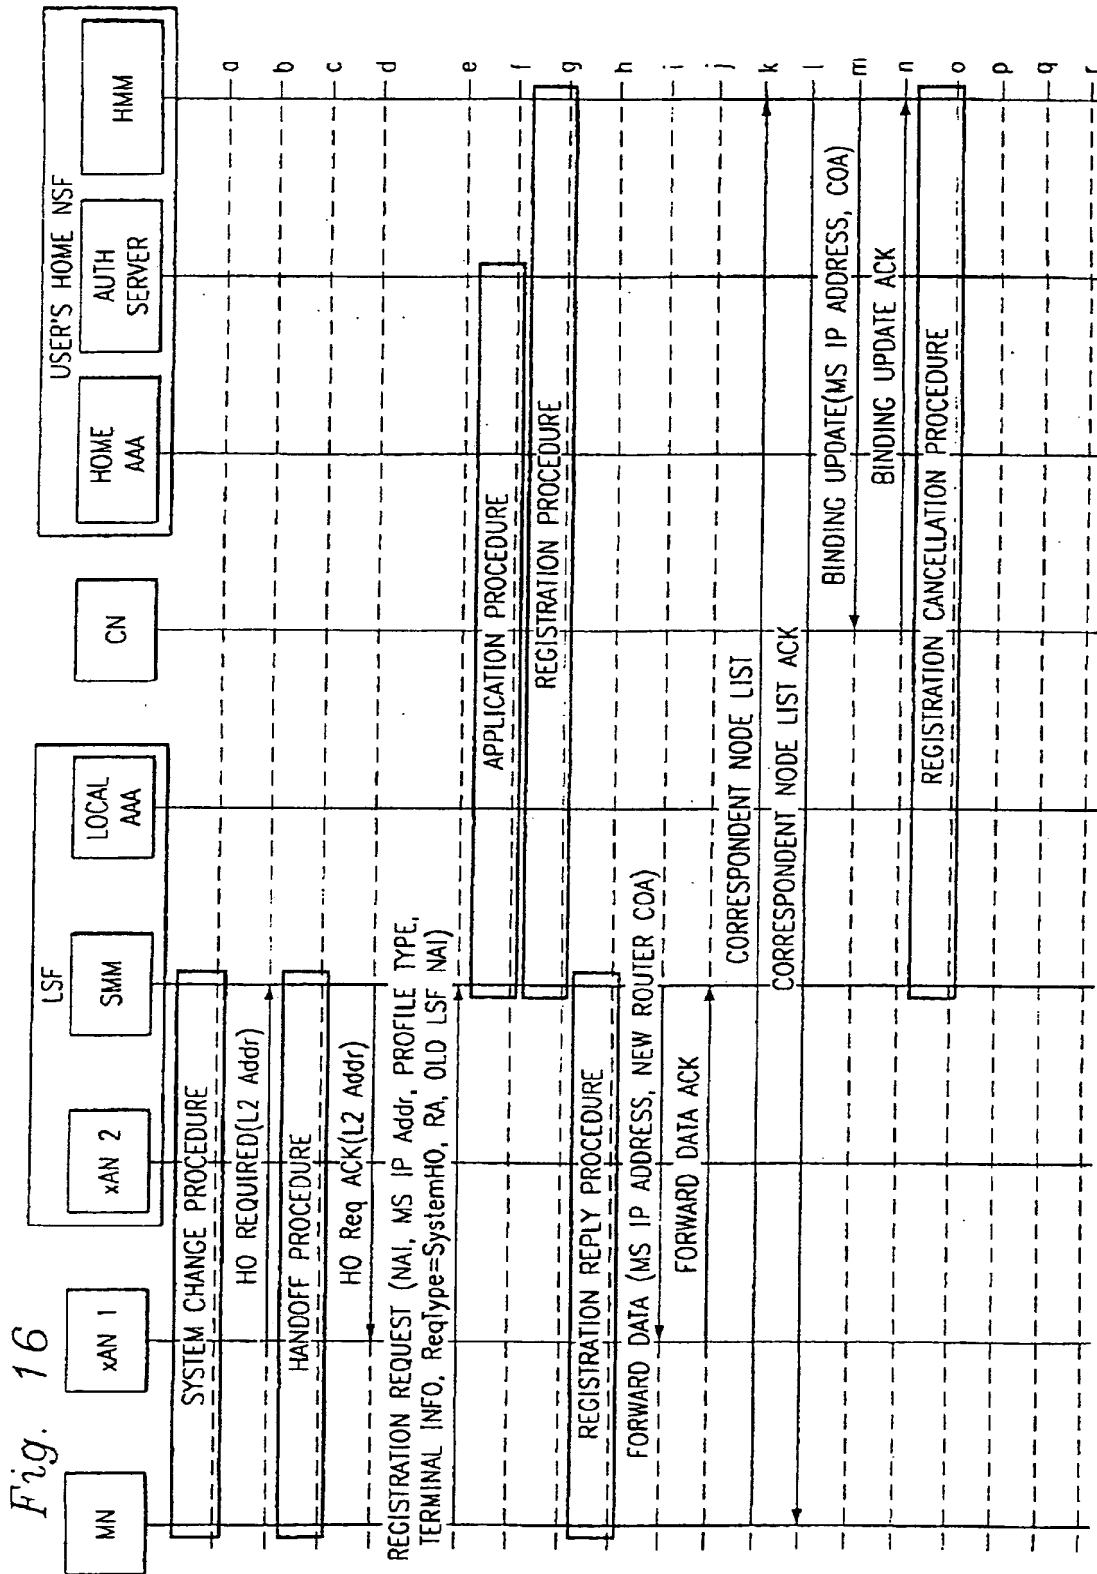 Fig. 16
MN
xAN 1
LSF
xAN 2
SMM
LOCAL
AAA
CN
USER'S HOME NSF
HOME
AAA
AUTH
SERVER
HMM
SYSTEM CHANGE PROCEDURE
a
HO REQUIRED(L2 Addr)
b
HANDOFF PROCEDURE
c
HO Req ACK(L2 Addr)
d
REGISTRATION REQUEST (NAI, MS IP Addr, PROFILE TYPE,
TERMINAL INFO, ReqType=SystemHO, RA, OLD LSF NAI)
e
APPLICATION PROCEDURE
f
REGISTRATION PROCEDURE
g
REGISTRATION REPLY PROCEDURE
h
FORWARD DATA (MS IP ADDRESS, NEW ROUTER COA)
i
FORWARD DATA ACK
j
CORRESPONDENT NODE LIST
k
CORRESPONDENT NODE LIST ACK
l
BINDING UPDATE(MS IP ADDRESS, COA)
m
BINDING UPDATE ACK
n
REGISTRATION CANCELLATION PROCEDURE
o
p
q
r